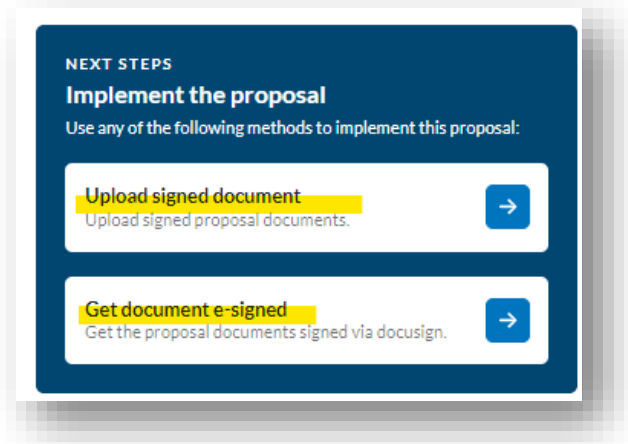 NEXT STEPS
Implement the proposal
Use any of the following methods to implement this proposal:
Upload signed document
Upload signed proposal documents.
Get document e-signed
Get the proposal documents signed via docusign.